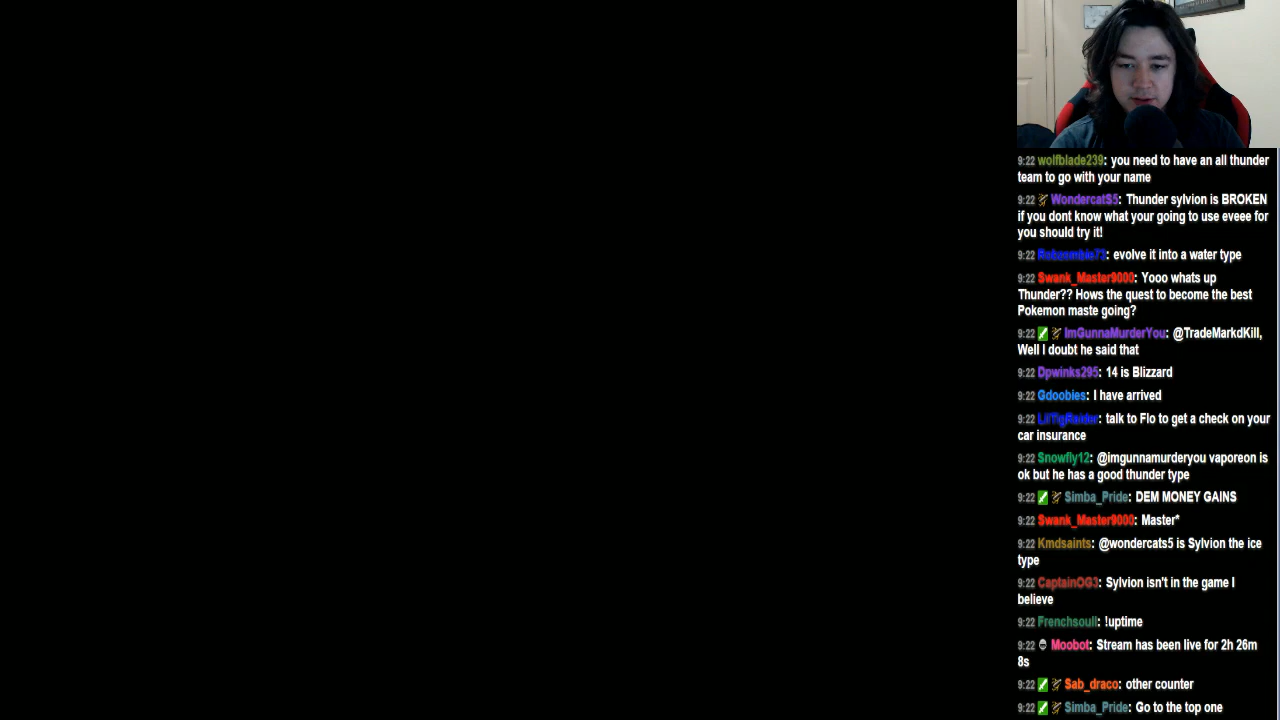 9:22 wolfblade239: you need to have an all thunder
team to go with your name
9:22 WondercatS5: Thunder sylvion is BROKEN
if you dont know what your going to use eveee for
you should try it!
9:22 Robzombie73: evolve it into a water type
9:22 Swank_Master9000: Yooo whats up
Thunder?? Hows the quest to become the best
Pokemon maste going?
9:22 ImGunnaMurderYou: @TradeMarkdKill,
Well I doubt he said that
9:22 Dpwinks295: 14 is Blizzard
9:22 Gdoobies: I have arrived
9:22 LilTigRaider: talk to Flo to get a check on your
car insurance
9:22 Snowfly12: @imgunnamurderyou vaporeon is
ok but he has a good thunder type
9:22 Simba_Pride: DEM MONEY GAINS
9:22 Swank_Master9000: Master*
9:22 Kmdsaints: @wondercats5 is Sylvion the ice
type
9:22 CaptainOG3: Sylvion isn't in the game I
believe
9:22 Frenchsoull: !uptime
9:22 Moobot: Stream has been live for 2h 26m
8s
9:22 Sab_draco: other counter
9:22 Simba_Pride: Go to the top one